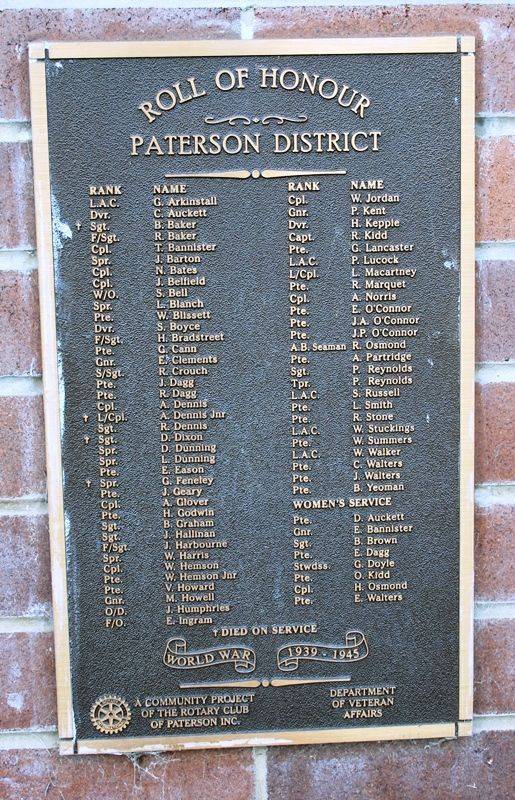 ROLL OF HONOUR
PATERSON DISTRICT
RANK NAME
L.A.C. G. Arkinstall
Dvr. C. Auckett
† Sgt. B. Baker
F/Sgt. R. Baker
Cpl. T. Bannister
Spr. J. Barton
Cpl. N. Bates
Cpl. J. Belfield
W/O. S. Bell
Spr. L. Blanch
Pte. W. Blissett
Dvr. S. Boyce
F/Sgt. H. Bradstreet
Pte. G. Cann
Gnr. E. Clements
S/Sgt. R. Crouch
Pte. J. Dagg
Pte. R. Dagg
Cpl. A. Dennis
† L/Cpl. A. Dennis Jnr
Sgt. R. Dennis
† Sgt. D. Dixon
Spr. D. Dunning
Spr. L. Dunning
Pte. E. Eason
† Spr. G. Feneley
Pte. J. Geary
Cpl. A. Glover
Pte. H. Godwin
Sgt. B. Graham
Sgt. J. Hallinan
F/Sgt. J. Harbourne
Spr. W. Harris
Cpl. W. Hemson
Pte. W. Hemson Jnr
Pte. V. Howard
Gnr. M. Howell
O/D. J. Humphries
F/O. E. Ingram
RANK NAME
Cpl. W. Jordan
Gnr. P. Kent
Dvr. H. Kepple
Capt. R. Kidd
Pte. G. Lancaster
L.A.C. P. Lucock
L/Cpl. L. Macartney
Pte. R. Marquet
Cpl. A. Norris
Pte. E. O'Connor
Pte. J.A. O'Connor
Pte. J.P. O'Connor
A.B. Seaman R. Osmond
Pte. A. Partridge
Sgt. P. Reynolds
Tpr. P. Reynolds
L.A.C. S. Russell
Pte. L. Smith
Pte. R. Stone
L.A.C. W. Stuckings
Pte. W. Summers
L.A.C. W. Walker
Pte. C. Walters
Pte. J. Walters
Pte. B. Yeoman
WOMEN'S SERVICE
Pte. D. Auckett
Gnr. E. Bannister
Sgt. B. Brown
Pte. E. Dagg
Stwdss. G. Doyle
Pte. O. Kidd
Cpl. H. Osmond
Pte. E. Walters
† DIED ON SERVICE
WORLD WAR 1939 - 1945
A COMMUNITY PROJECT
OF THE ROTARY CLUB
OF PATERSON INC.
DEPARTMENT
OF VETERAN
AFFAIRS